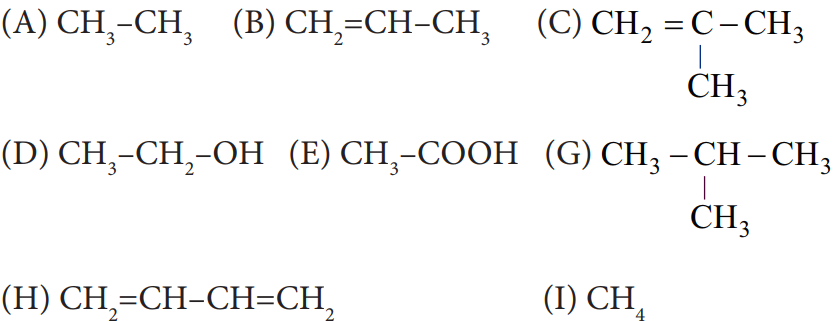 (A) CH₃–CH₃ (B) CH₂=CH–CH₃ (C) CH₂ = C – CH₃
|
CH₃
(D) CH₃–CH₂–OH (E) CH₃–COOH (G) CH₃ – CH – CH₃
|
CH₃
(H) CH₂=CH–CH=CH₂ (I) CH₄